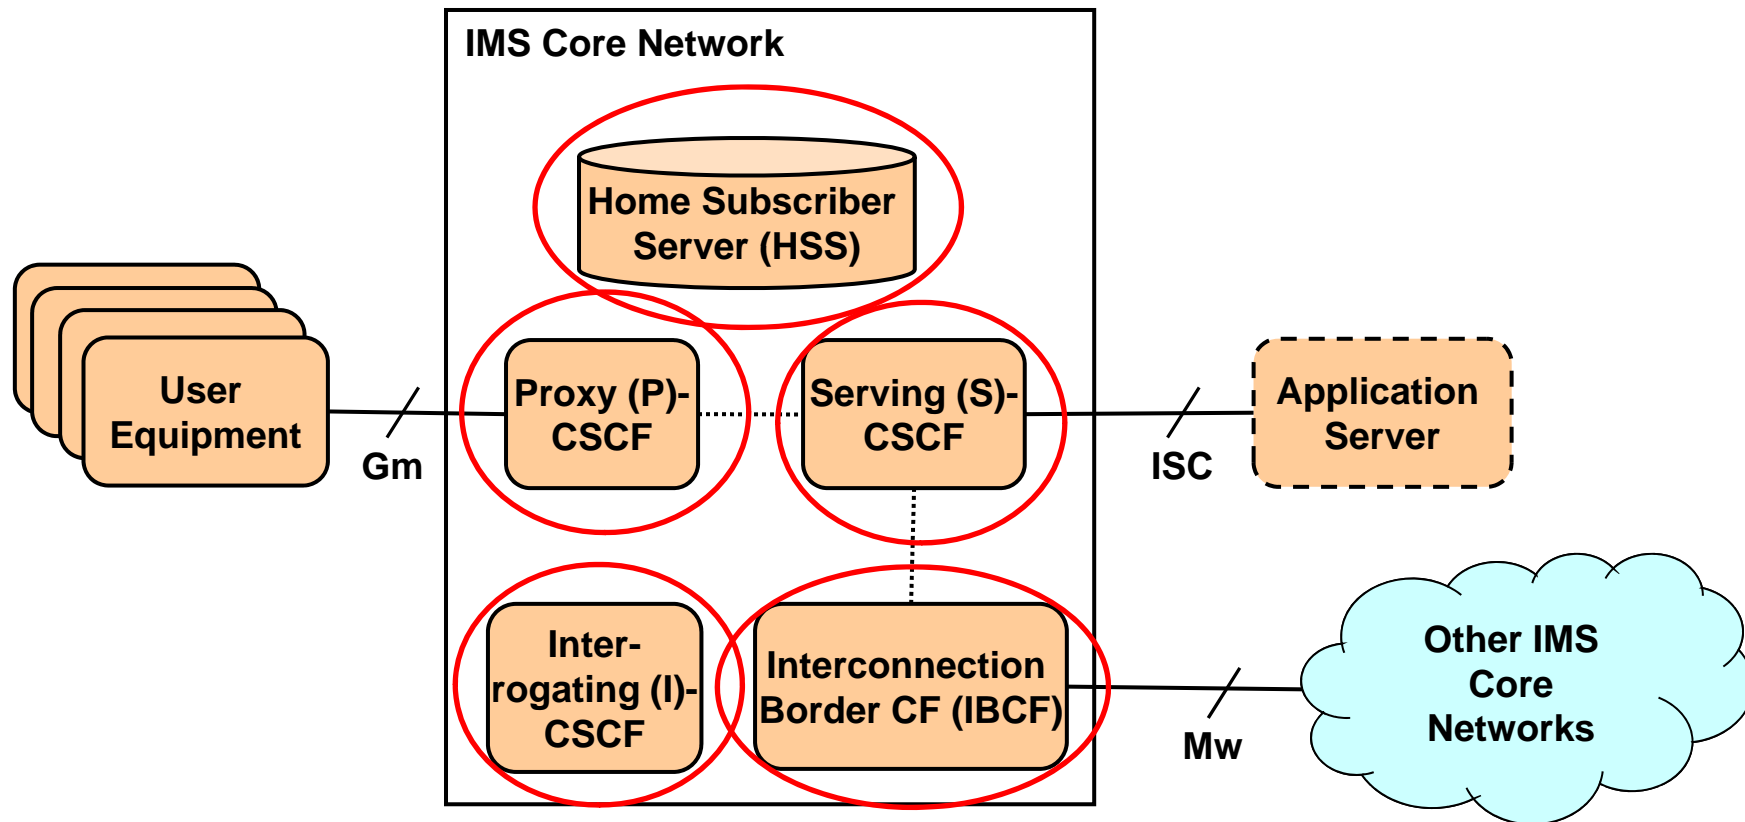 IMS Core Network
Home Subscriber
Server (HSS)
User
Equipment
Gm
Proxy (P)-
CSCF
Serving (S)-
CSCF
ISC
Application
Server
Inter-
rogating (I)-
CSCF
Interconnection
Border CF (IBCF)
Mw
Other IMS
Core
Networks